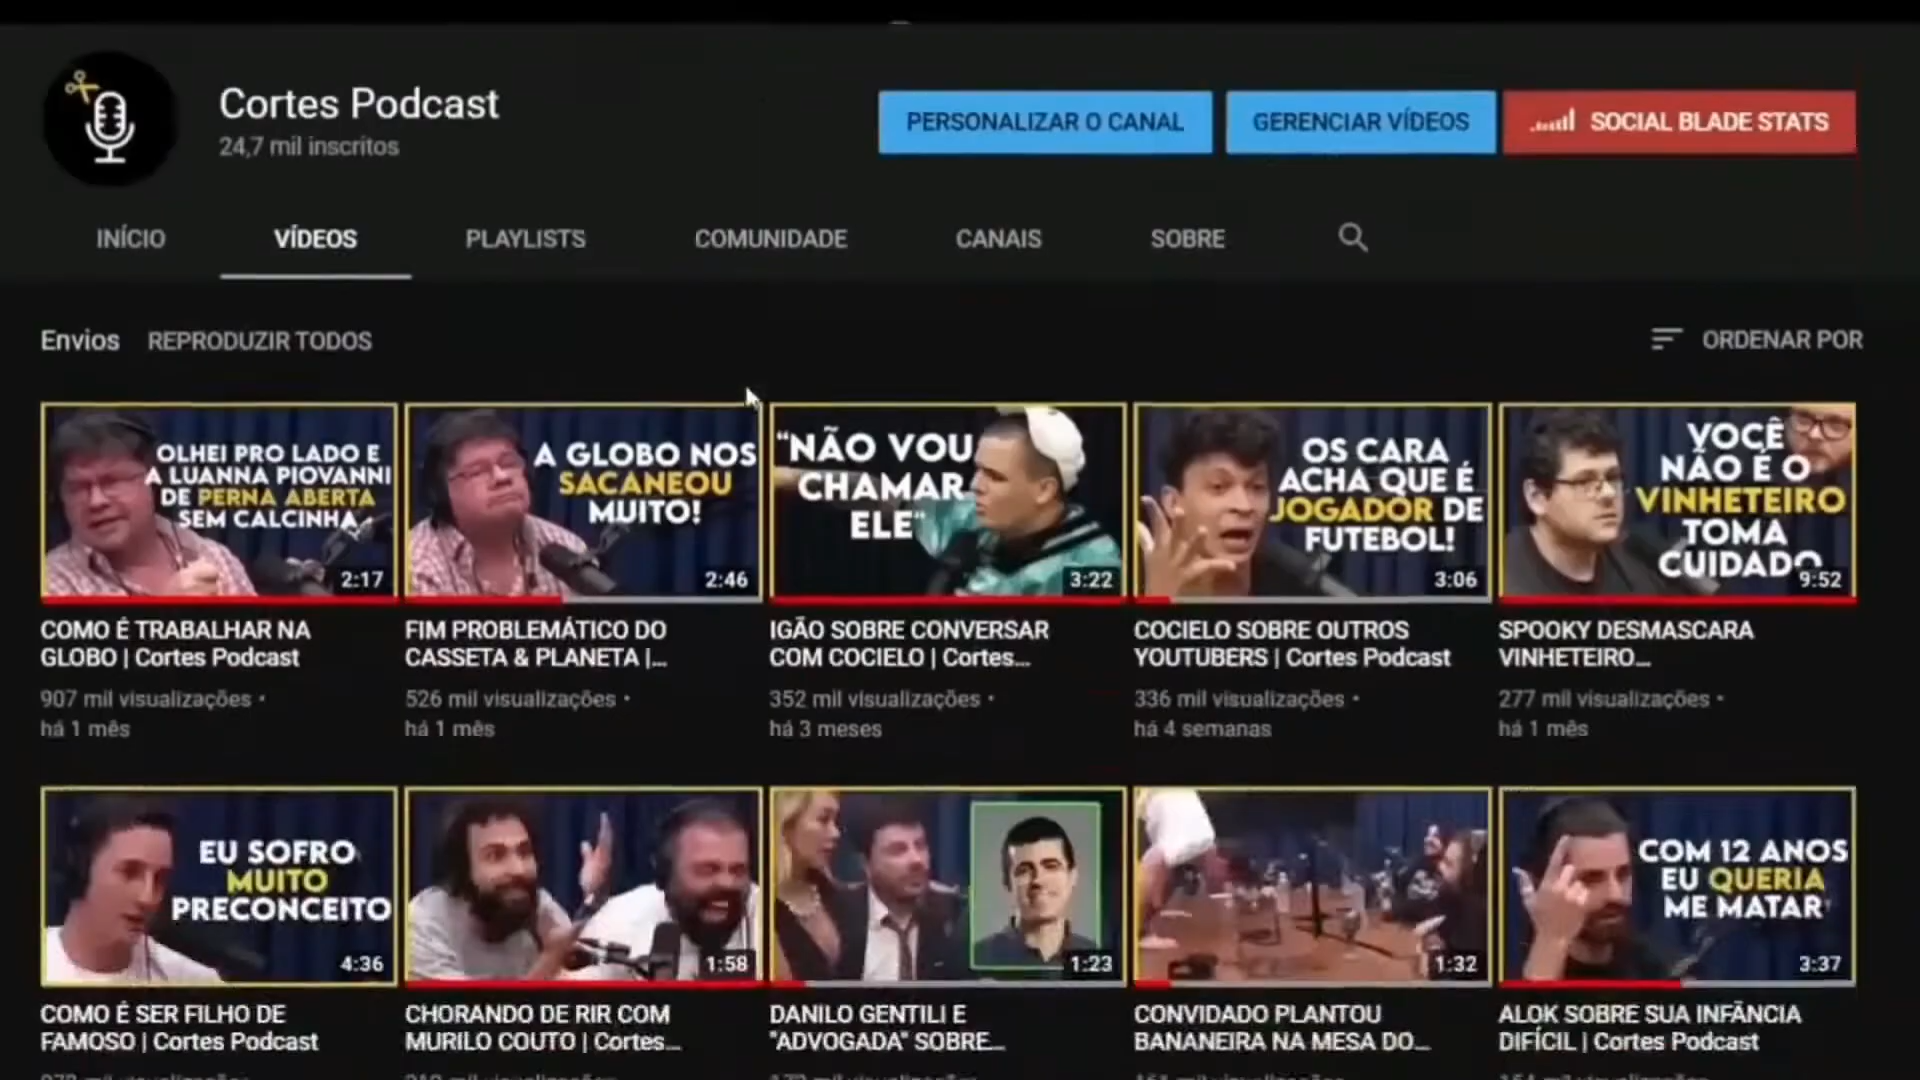 Cortes Podcast
24,7 mil inscritos
PERSONALIZAR O CANAL
GERENCIAR VÍDEOS
SOCIAL BLADE STATS
INÍCIO
VÍDEOS
PLAYLISTS
COMUNIDADE
CANAIS
SOBRE
Envios
REPRODUZIR TODOS
ORDENAR POR
OLHEI PRO LADO E
A LUANNA PIOVANNI
DE PERNA ABERTA
SEM CALCINHA
2:17
A GLOBO NOS
SACANEOU
MUITO!
2:46
"NÃO VOU
CHAMAR
ELE"
3:22
OS CARA
ACHA QUE É
JOGADOR DE
FUTEBOL!
3:06
VOCÊ
NÃO É O
VINHETEIRO
TOMA
CUIDADO
9:52
COMO É TRABALHAR NA
GLOBO | Cortes Podcast
907 mil visualizações •
há 1 mês
FIM PROBLEMÁTICO DO
CASSETA & PLANETA |...
526 mil visualizações •
há 1 mês
IGÃO SOBRE CONVERSAR
COM COCIELO | Cortes...
352 mil visualizações •
há 3 meses
COCIELO SOBRE OUTROS
YOUTUBERS | Cortes Podcast
336 mil visualizações •
há 4 semanas
SPOOKY DESMASCARA
VINHETEIRO...
277 mil visualizações •
há 1 mês
EU SOFRO
MUITO
PRECONCEITO
4:36
1:58
1:23
1:32
COM 12 ANOS
EU QUERIA
ME MATAR
3:37
COMO É SER FILHO DE
FAMOSO | Cortes Podcast
CHORANDO DE RIR COM
MURILO COUTO | Cortes...
DANILO GENTILI E
"ADVOGADA" SOBRE...
CONVIDADO PLANTOU
BANANEIRA NA MESA DO...
ALOK SOBRE SUA INFÂNCIA
DIFÍCIL | Cortes Podcast